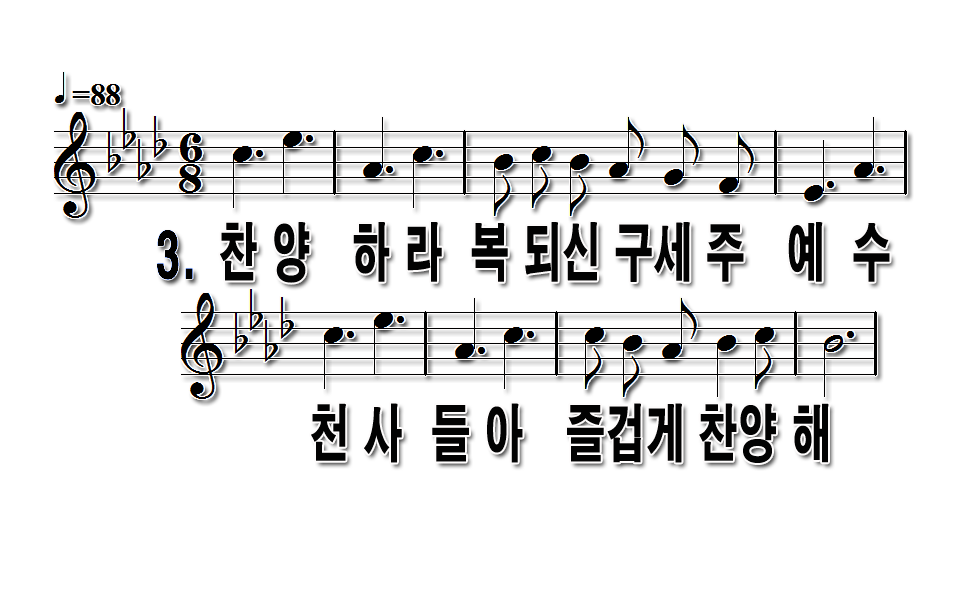 ♩=88
6
8
3. 찬 양 하 라 복 되신 구세 주 예 수
천 사 들 아 즐겁게 찬양 해